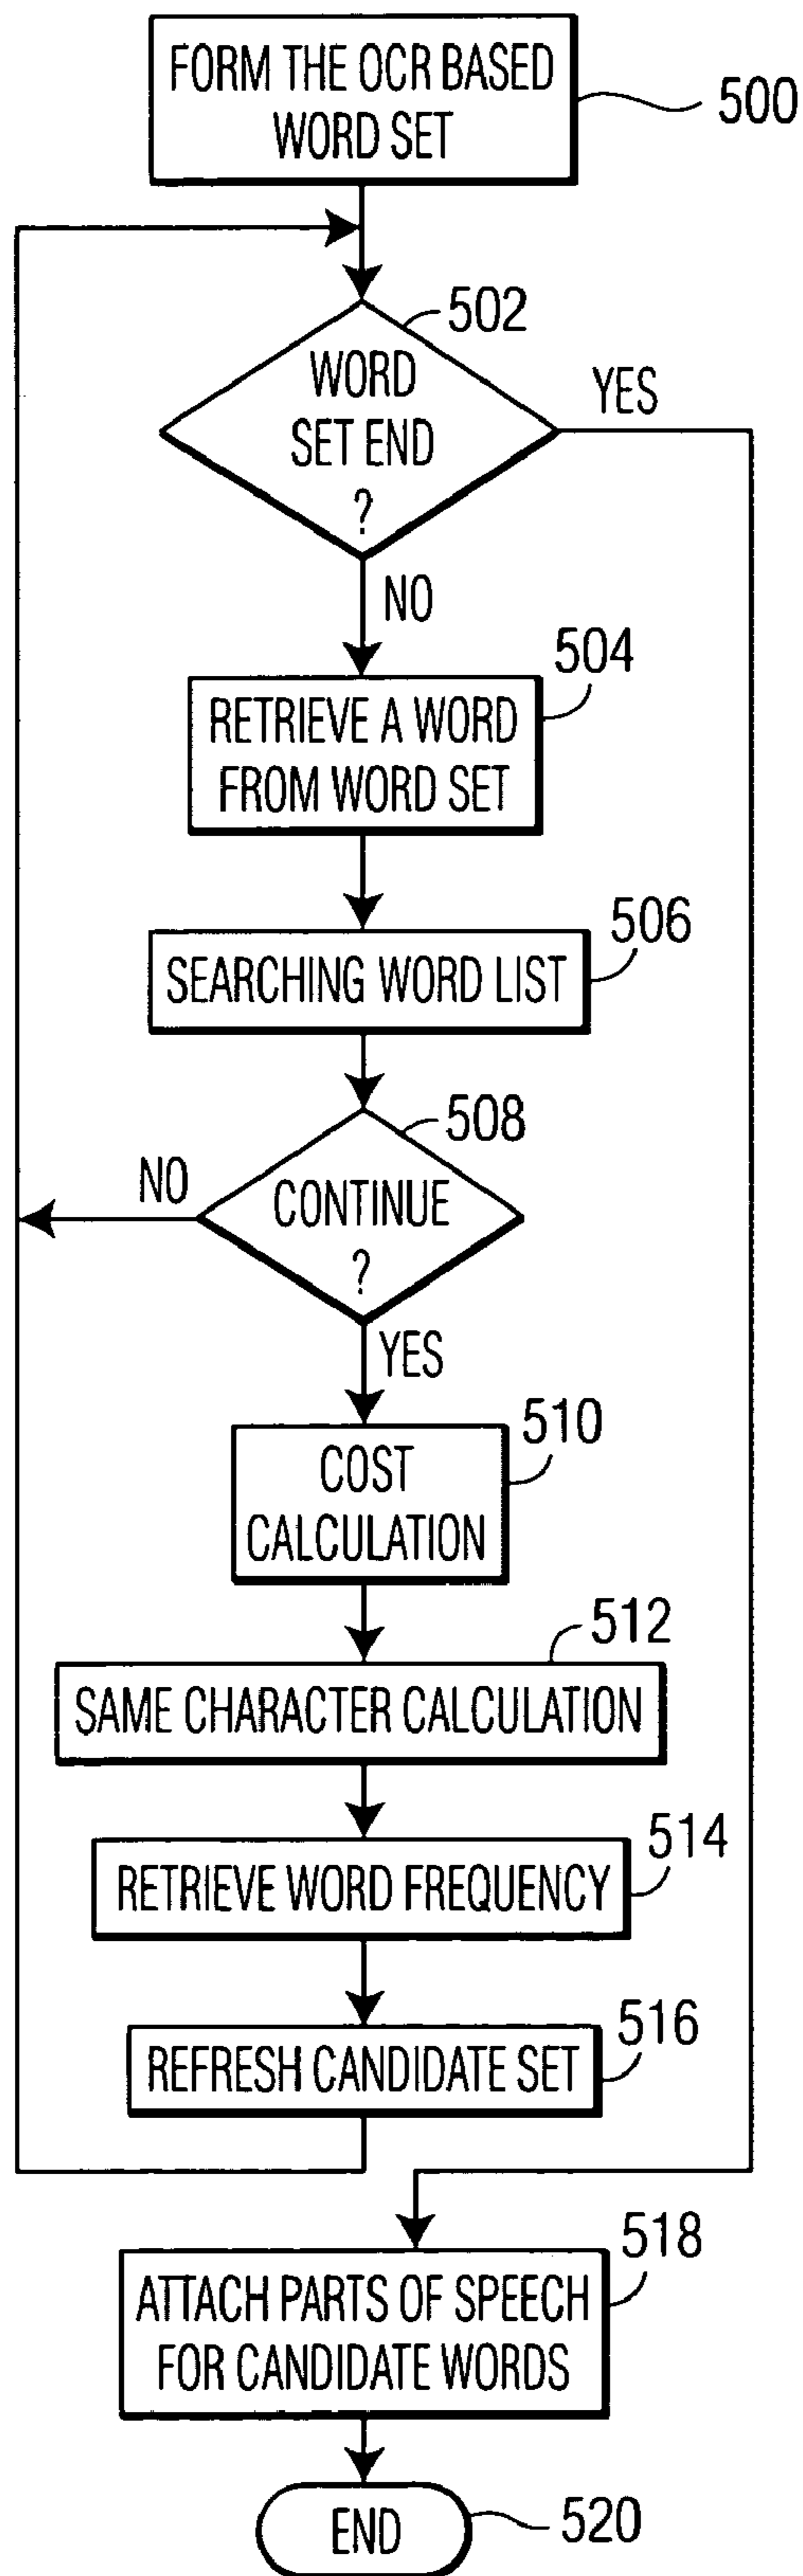 FORM THE OCR BASED
WORD SET
500
502
WORD
SET END
?
YES
NO
504
RETRIEVE A WORD
FROM WORD SET
506
SEARCHING WORD LIST
508
NO
CONTINUE
?
YES
510
COST
CALCULATION
512
SAME CHARACTER CALCULATION
514
RETRIEVE WORD FREQUENCY
516
REFRESH CANDIDATE SET
518
ATTACH PARTS OF SPEECH
FOR CANDIDATE WORDS
END
520